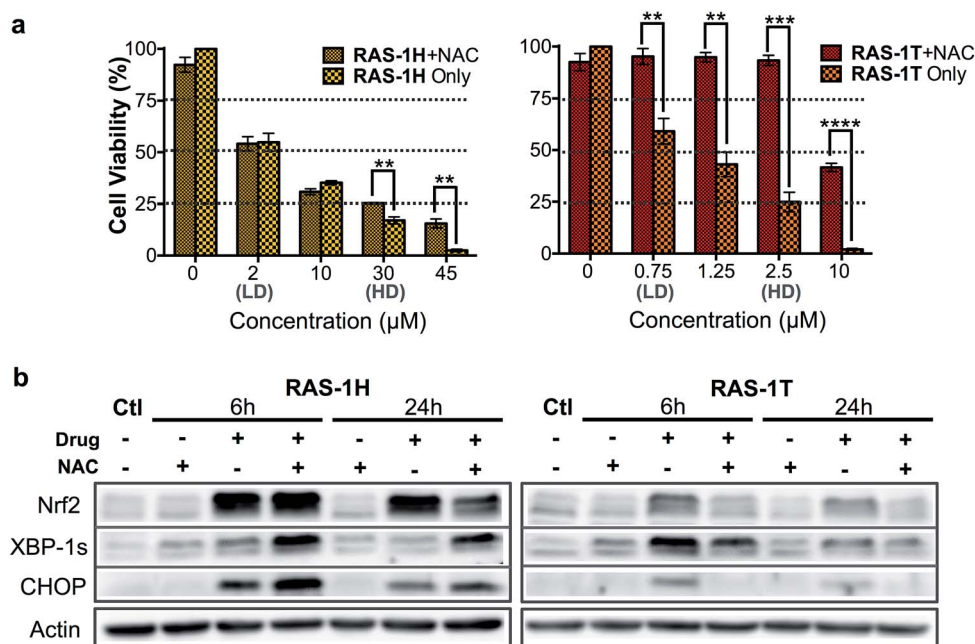 a
Cell Viability (%)
100
75
50
25
0
RAS-1H+NAC
RAS-1H Only
** **
0 2 10 30 45
(LD) (HD)
Concentration (µM)
100
75
50
25
0
** ** *** ****
RAS-1T+NAC
RAS-1T Only
0 0.75 1.25 2.5 10
(LD) (HD)
Concentration (µM)
b
RAS-1H
Ctl 6h 24h
Drug - - + + - + +
NAC - + - + + - +
RAS-1T
Ctl 6h 24h
- - + + - + +
- + - + + - +
Nrf2
XBP-1s
CHOP
Actin